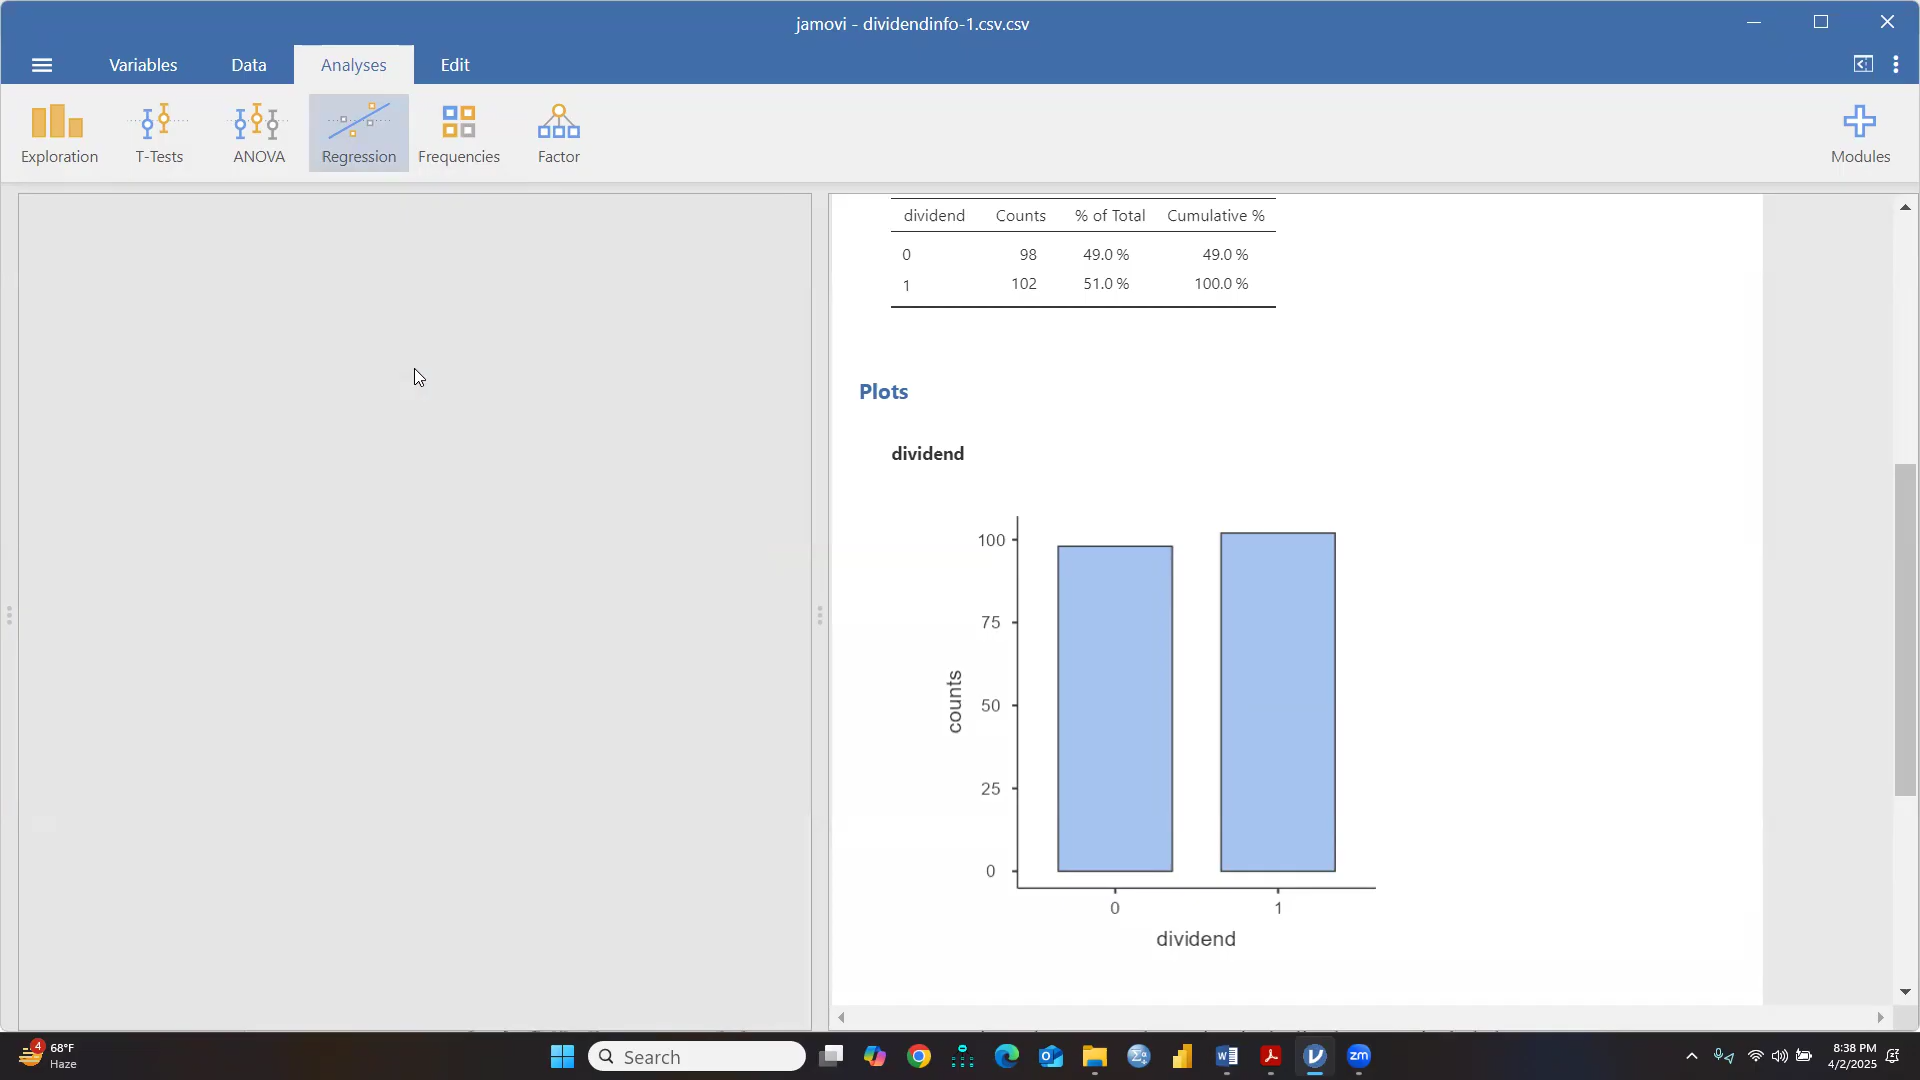 jamovi - dividendinfo-1.csv.csv
Variables Data Analyses Edit
Exploration T-Tests ANOVA Regression Frequencies Factor Modules
dividend Counts % of Total Cumulative %
0 98 49.0 % 49.0 %
1 102 51.0 % 100.0 %
Plots
dividend
100
75
50
25
0
counts
0 1
dividend
4
68°F
Haze
Search
zm
8:38 PM
4/2/2025